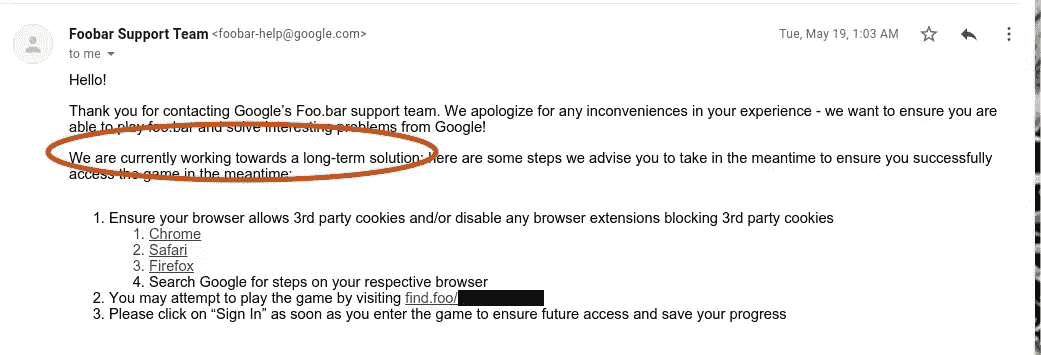 Foobar Support Team <foobar-help@google.com>
Tue, May 19, 1:03 AM
to me
Hello!
Thank you for contacting Google's Foo.bar support team. We apologize for any inconveniences in your experience - we want to ensure you are
able to play foo.bar and solve interesting problems from Google!
We are currently working towards a long-term solution; here are some steps we advise you to take in the meantime to ensure you successfully
access the game in the meantime:
1. Ensure your browser allows 3rd party cookies and/or disable any browser extensions blocking 3rd party cookies
1. Chrome
2. Safari
3. Firefox
4. Search Google for steps on your respective browser
2. You may attempt to play the game by visiting find.foo/
3. Please click on “Sign In” as soon as you enter the game to ensure future access and save your progress